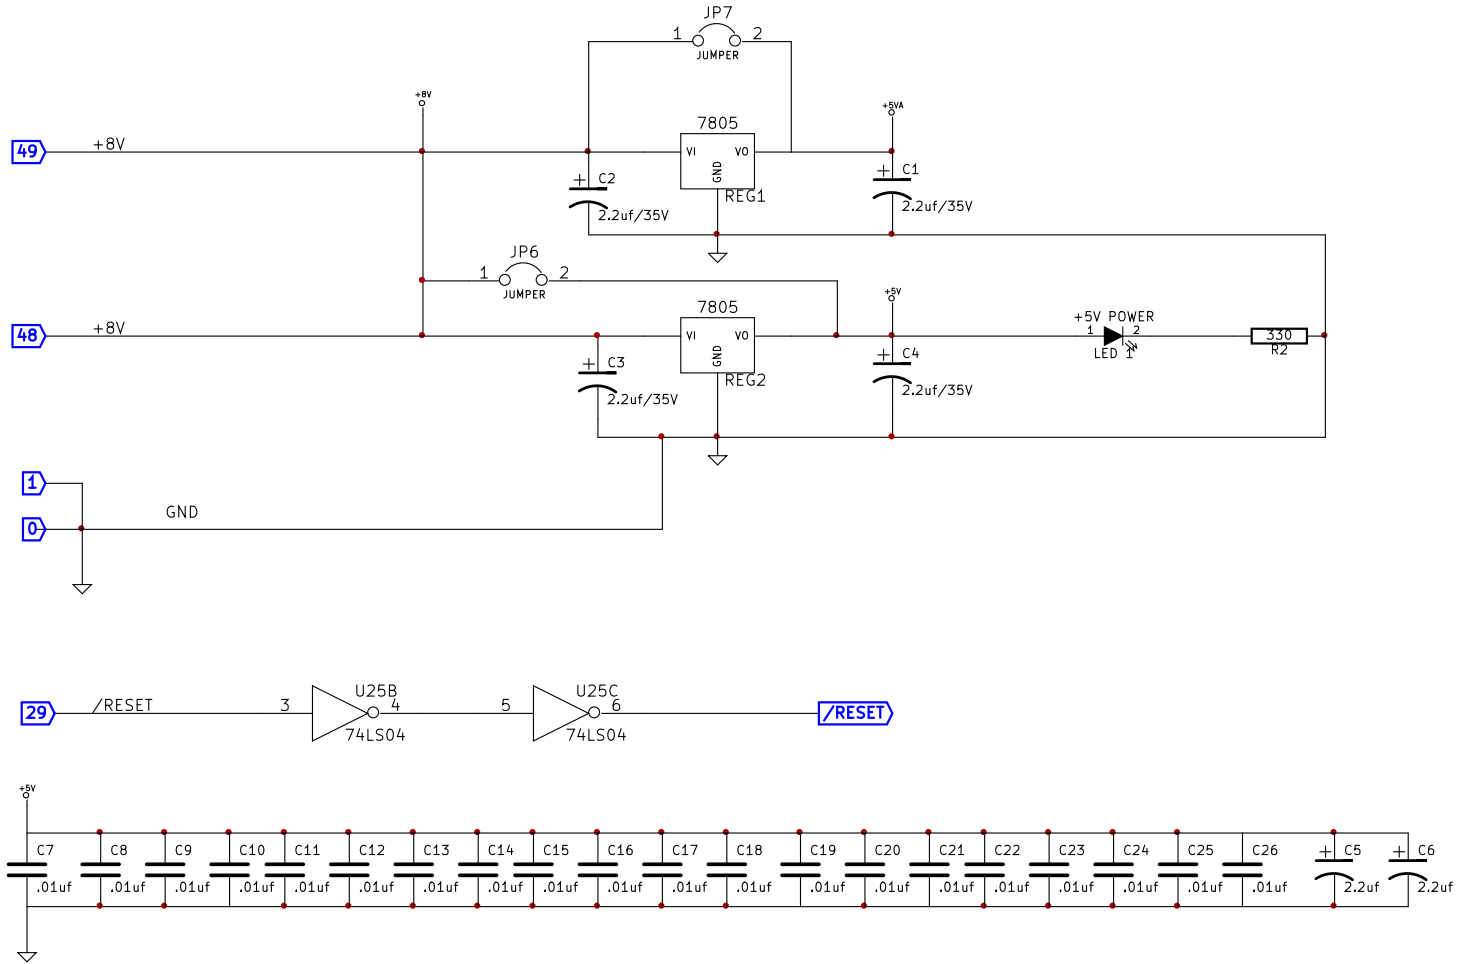 JP7
1 2
JUMPER
+8V
+5VA
7805
49 +8V
VI VO
GND
C2
C1
REG1
2.2uf/35V
2.2uf/35V
JP6
1 2
JUMPER
+5V
7805
+5V POWER
48 +8V
VI VO
1 2
330
GND
C3
C4
LED 1
R2
REG2
2.2uf/35V
2.2uf/35V
1
GND
0
U25B
U25C
29 /RESET 3 4 5 6 /RESET
74LS04
74LS04
+5V
C7 C8 C9 C10 C11 C12 C13 C14 C15 C16 C17 C18 C19 C20 C21 C22 C23 C24 C25 C26 + C5 + C6
.01uf .01uf .01uf .01uf .01uf .01uf .01uf .01uf .01uf .01uf .01uf .01uf .01uf .01uf .01uf .01uf .01uf .01uf .01uf .01uf 2.2uf 2.2uf